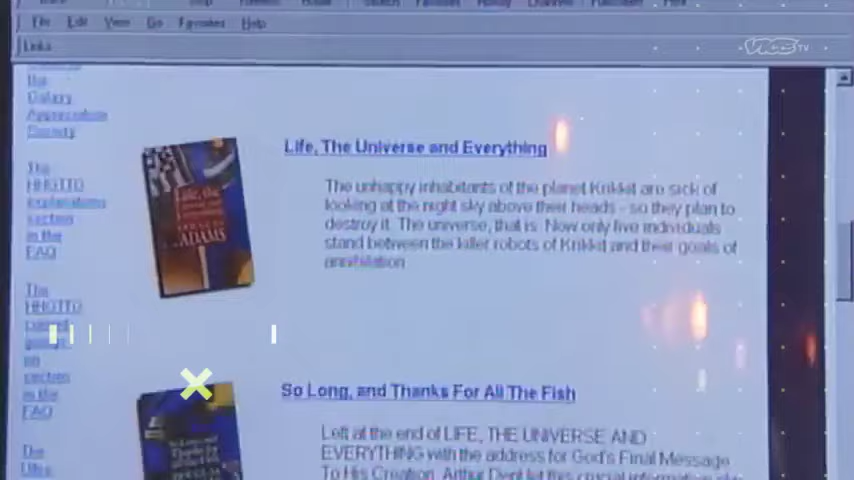 File Edit View Go Favorites Help
VICE TV
Links
the
Galaxy
Appreciation
Society
The
HHGTTG
explanations
section
in the
FAQ
The
HHGTTG
on
section
in the
FAQ
The
Life, The Universe and Everything
The unhappy inhabitants of the planet Krikkit are sick of
looking at the night sky above their heads - so they plan to
destroy it. The universe, that is. Now only five individuals
stand between the killer robots of Krikkit and their goals of
annihilation
Life, the
ADAMS
So Long, and Thanks For All The Fish
Left at the end of LIFE, THE UNIVERSE AND
EVERYTHING with the address for God's Final Message
To His Creation, Arthur Dent let this crucial information